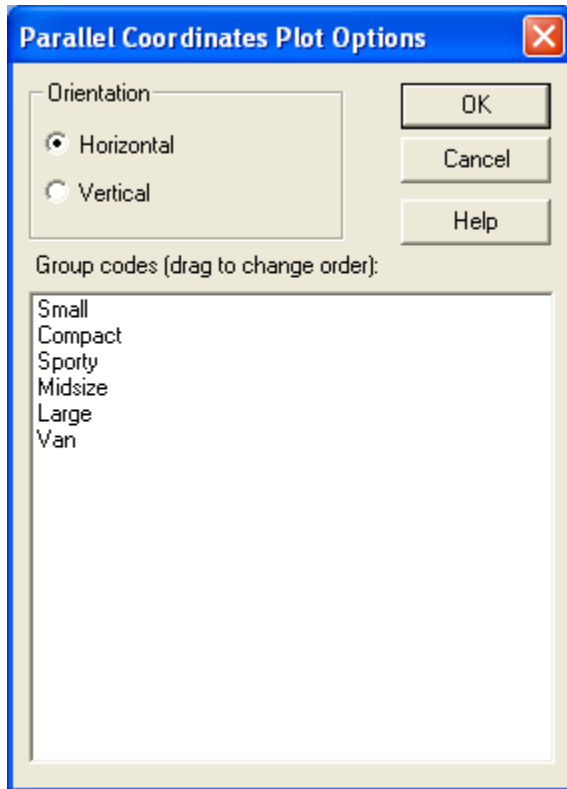 Parallel Coordinates Plot Options
Orientation
Horizontal
Vertical
OK
Cancel
Help
Group codes (drag to change order):
Small
Compact
Sporty
Midsize
Large
Van